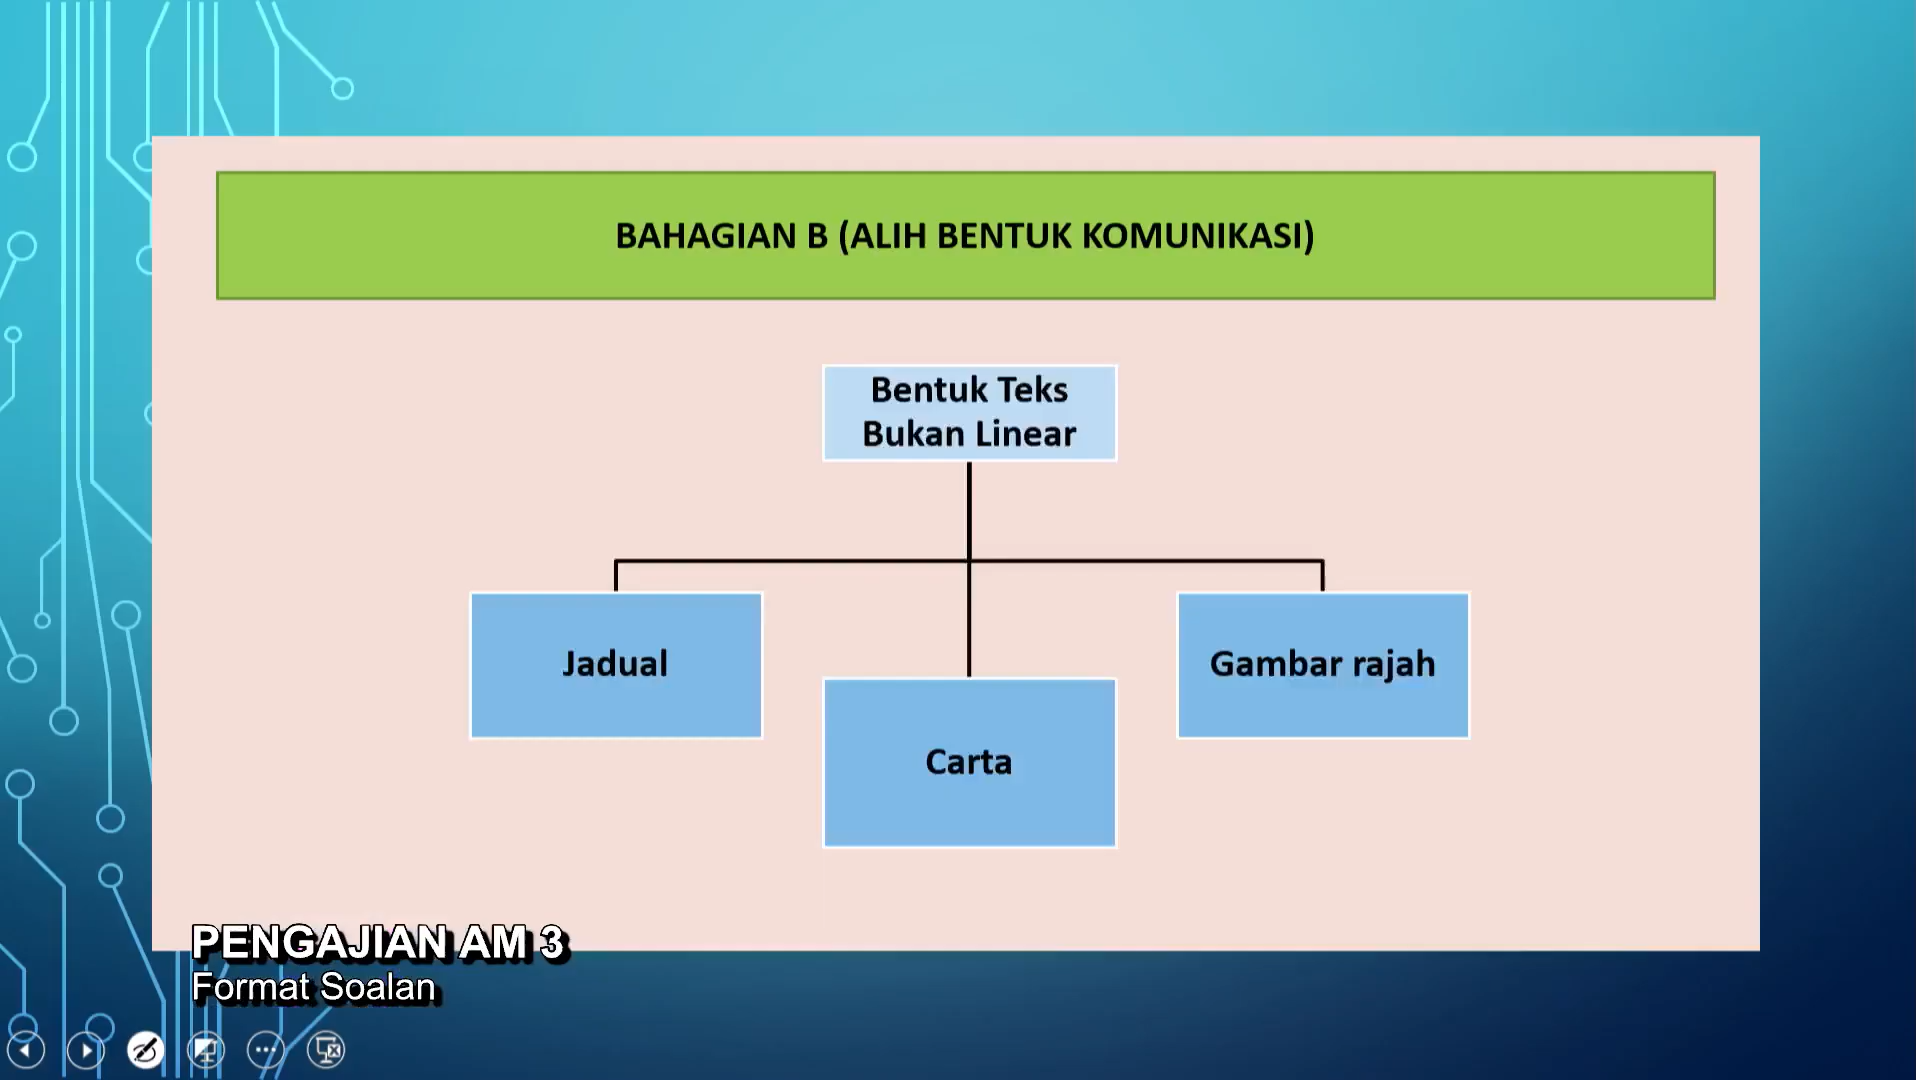 BAHAGIAN B (ALIH BENTUK KOMUNIKASI)
Bentuk Teks
Bukan Linear
Jadual
Gambar rajah
Carta
PENGAJIAN AM 3
Format Soalan